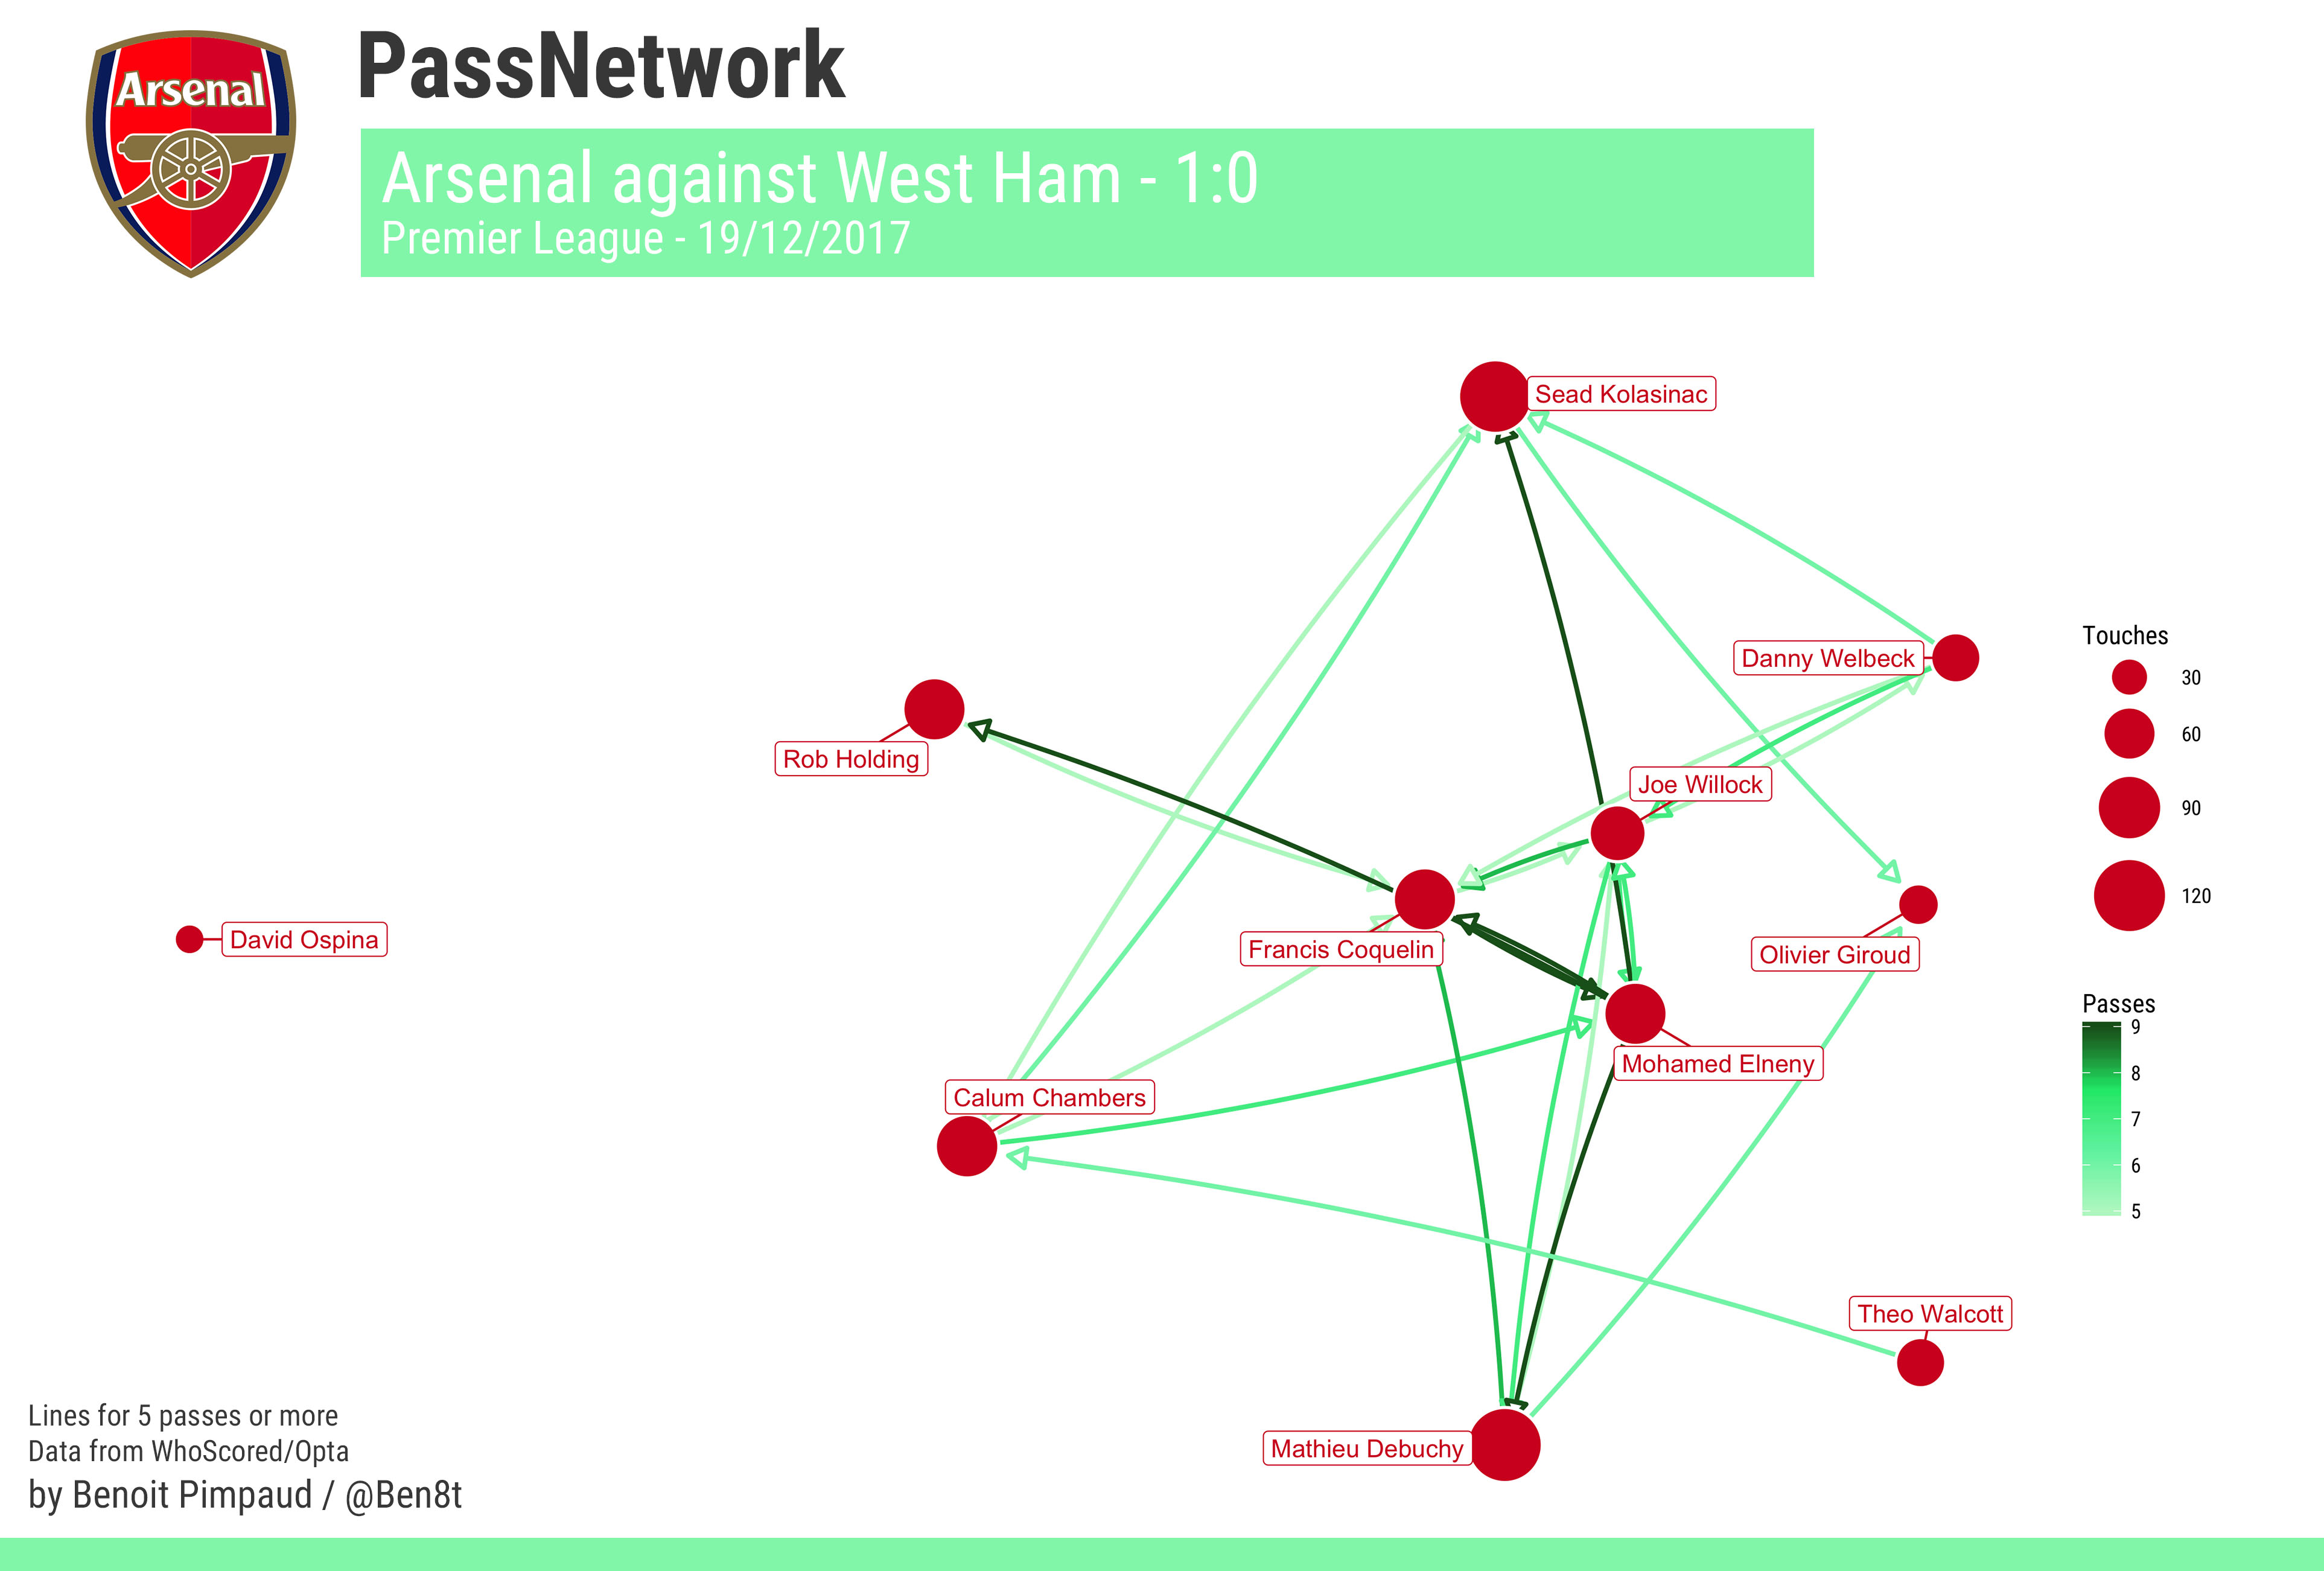 Arsenal
PassNetwork
Arsenal against West Ham - 1:0
Premier League - 19/12/2017
Sead Kolasinac
Danny Welbeck
Rob Holding
Joe Willock
David Ospina
Francis Coquelin
Olivier Giroud
Mohamed Elneny
Calum Chambers
Theo Walcott
Mathieu Debuchy
Touches
30
60
90
120
Passes
9
8
7
6
5
Lines for 5 passes or more
Data from WhoScored/Opta
by Benoit Pimpaud / @Ben8t